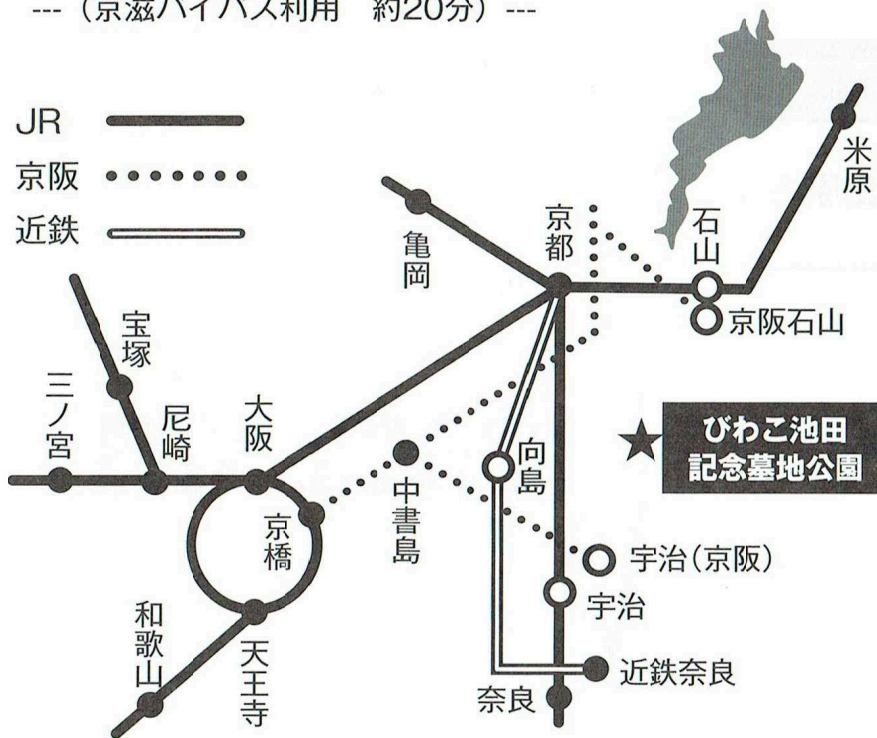 --- (京滋バイパス利用　約20分) ---
JR
京阪
近鉄
米原
石山
京都
亀岡
京阪石山
宝塚
三ノ宮
尼崎
大阪
びわこ池田
記念墓地公園
向島
中書島
京橋
宇治(京阪)
宇治
和歌山
天王寺
近鉄奈良
奈良